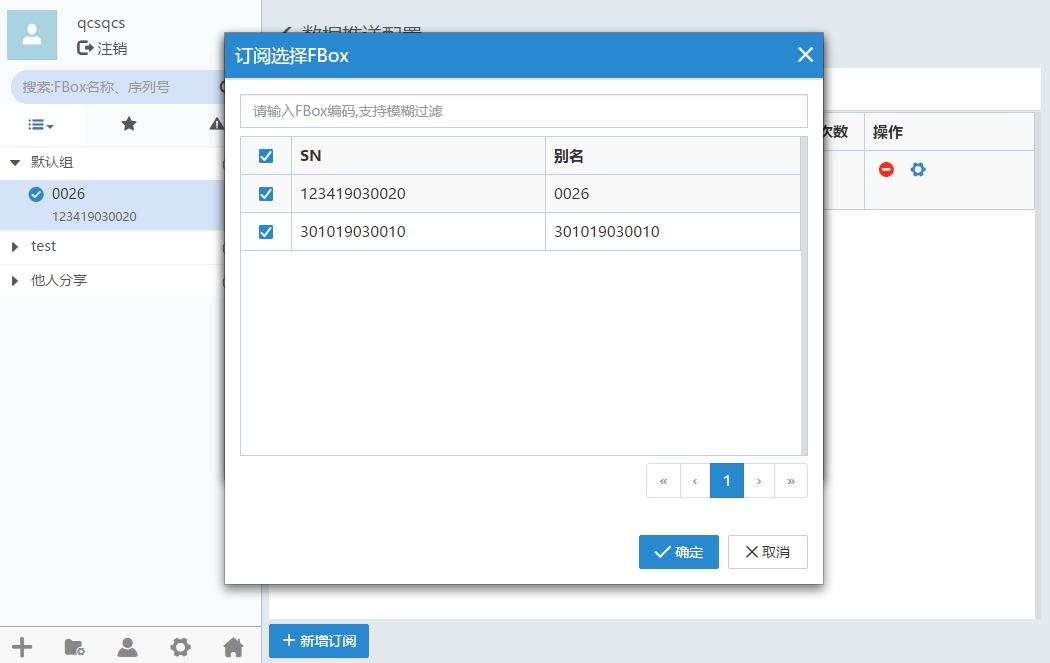 qcsqcs
注销
搜索:FBox名称、序列号
默认组
0026
123419030020
test
他人分享
数据推送配置
次数
操作
订阅选择FBox
请输入FBox编码,支持模糊过滤
SN 别名
123419030020 0026
301019030010 301019030010
« ‹ 1 › »
确定 取消
新增订阅